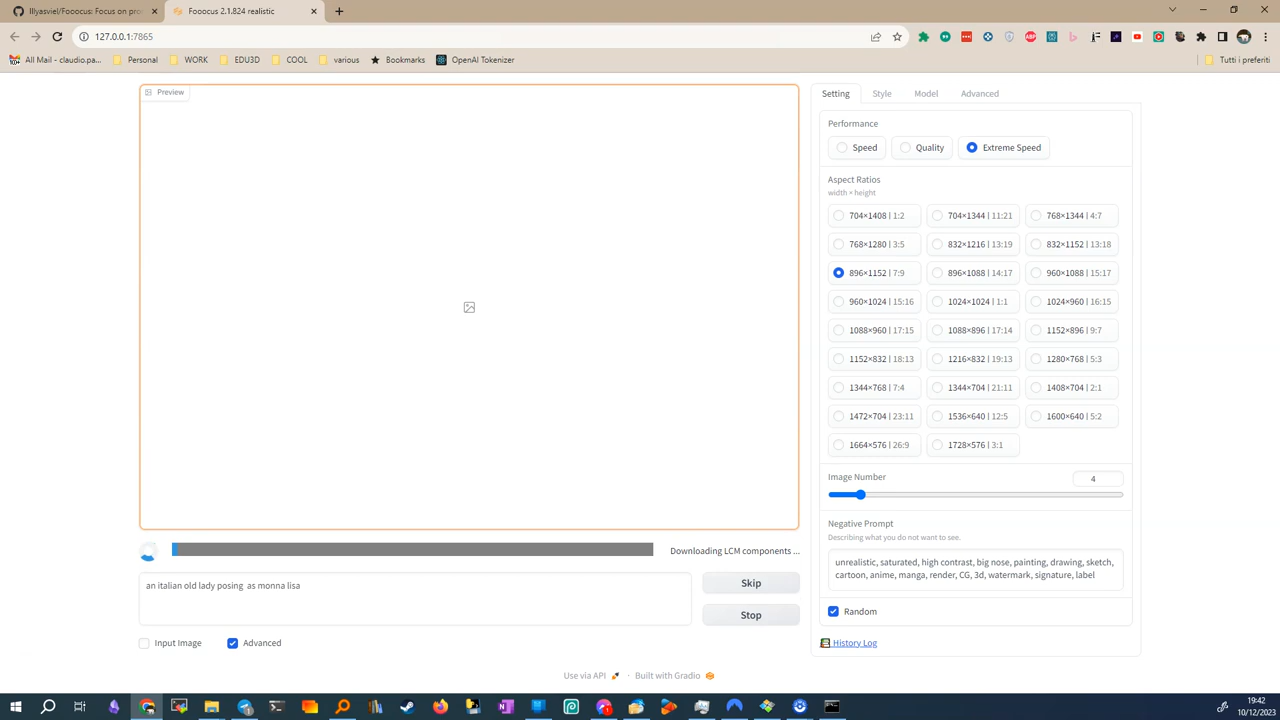 lllyasviel/Fooocus: Focus on pro
Fooocus 2.1.824 realistic
127.0.0.1:7865
All Mail - claudio.pa...
Personal
WORK
EDU3D
COOL
various
Bookmarks
OpenAI Tokenizer
Tutti i preferiti
Preview
Setting
Style
Model
Advanced
Performance
Speed
Quality
Extreme Speed
Aspect Ratios
width × height
704×1408 | 1:2
704×1344 | 11:21
768×1344 | 4:7
768×1280 | 3:5
832×1216 | 13:19
832×1152 | 13:18
896×1152 | 7:9
896×1088 | 14:17
960×1088 | 15:17
960×1024 | 15:16
1024×1024 | 1:1
1024×960 | 16:15
1088×960 | 17:15
1088×896 | 17:14
1152×896 | 9:7
1152×832 | 18:13
1216×832 | 19:13
1280×768 | 5:3
1344×768 | 7:4
1344×704 | 21:11
1408×704 | 2:1
1472×704 | 23:11
1536×640 | 12:5
1600×640 | 5:2
1664×576 | 26:9
1728×576 | 3:1
Image Number
4
Negative Prompt
Describing what you do not want to see.
unrealistic, saturated, high contrast, big nose, painting, drawing, sketch,
cartoon, anime, manga, render, CG, 3d, watermark, signature, label
Random
History Log
Downloading LCM components ...
an italian old lady posing  as monna lisa
Skip
Stop
Input Image
Advanced
Use via API
·
Built with Gradio
19:42
10/12/2023